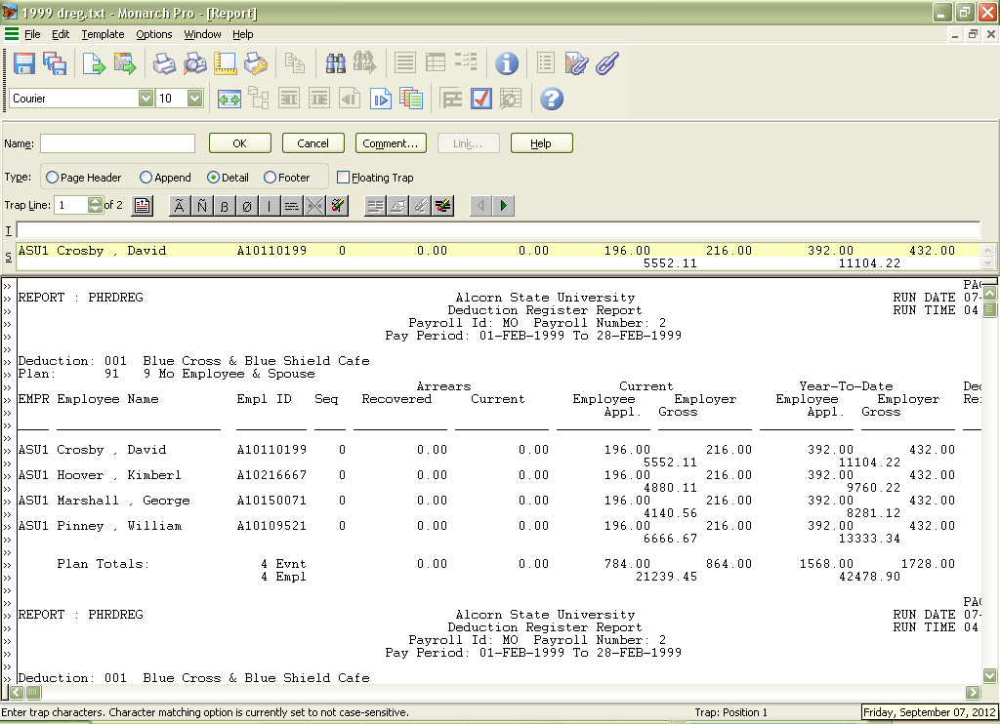 1999 dreg.txt - Monarch Pro - [Report]
File Edit Template Options Window Help
Courier 10
Name: OK Cancel Comment... Link... Help
Type: Page Header Append Detail Footer Floating Trap
Trap Line: 1 of 2 Ã Ñ ß Ø |
T
S ASU1 Crosby , David A10110199 0 0.00 0.00 196.00 216.00 392.00 432.00
5552.11 11104.22
PAG
REPORT : PHRDREG Alcorn State University RUN DATE 07-
Deduction Register Report RUN TIME 04
Payroll Id: MO Payroll Number: 2
Pay Period: 01-FEB-1999 To 28-FEB-1999
Deduction: 001 Blue Cross & Blue Shield Cafe
Plan: 91 9 Mo Employee & Spouse
Arrears Current Year-To-Date Ded
EMPR Employee Name Empl ID Seq Recovered Current Employee Employer Employee Employer Re
Appl. Gross Appl. Gross
ASU1 Crosby , David A10110199 0 0.00 0.00 196.00 216.00 392.00 432.00
5552.11 11104.22
ASU1 Hoover , Kimberl A10216667 0 0.00 0.00 196.00 216.00 392.00 432.00
4880.11 9760.22
ASU1 Marshall , George A10150071 0 0.00 0.00 196.00 216.00 392.00 432.00
4140.56 8281.12
ASU1 Pinney , William A10109521 0 0.00 0.00 196.00 216.00 392.00 432.00
6666.67 13333.34
Plan Totals: 4 Evnt 0.00 0.00 784.00 864.00 1568.00 1728.00
4 Empl 21239.45 42478.90
PAG
REPORT : PHRDREG Alcorn State University RUN DATE 07-
Deduction Register Report RUN TIME 04
Payroll Id: MO Payroll Number: 2
Pay Period: 01-FEB-1999 To 28-FEB-1999
Deduction: 001 Blue Cross & Blue Shield Cafe
Enter trap characters. Character matching option is currently set to not case-sensitive. Trap: Position 1 Friday, September 07, 2012